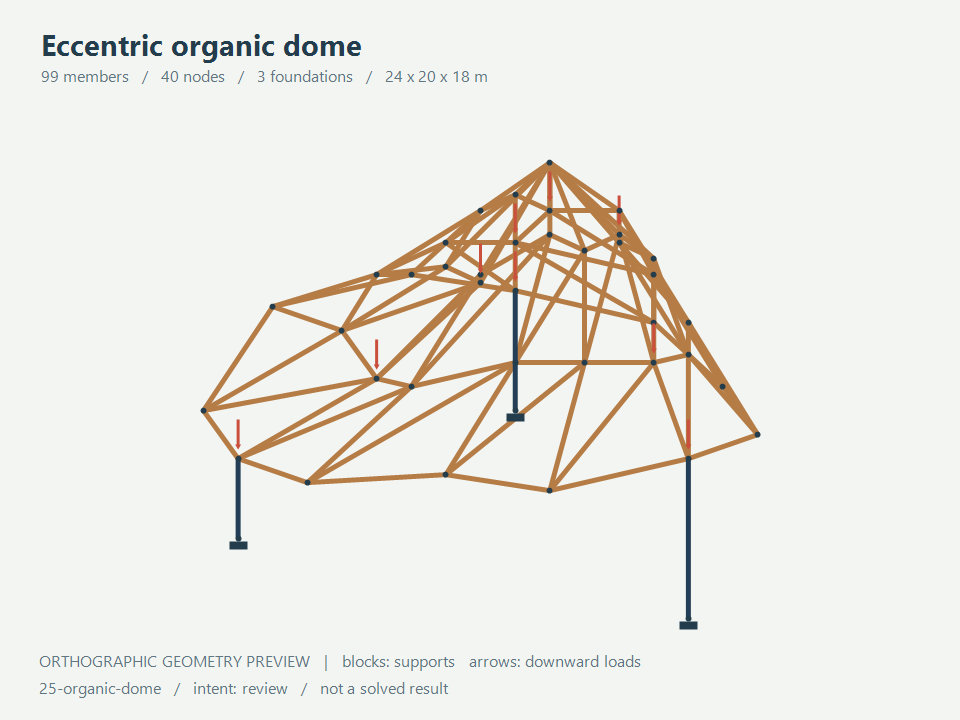 Eccentric organic dome
99 members / 40 nodes / 3 foundations / 24 x 20 x 18 m
ORTHOGRAPHIC GEOMETRY PREVIEW | blocks: supports arrows: downward loads
25-organic-dome / intent: review / not a solved result